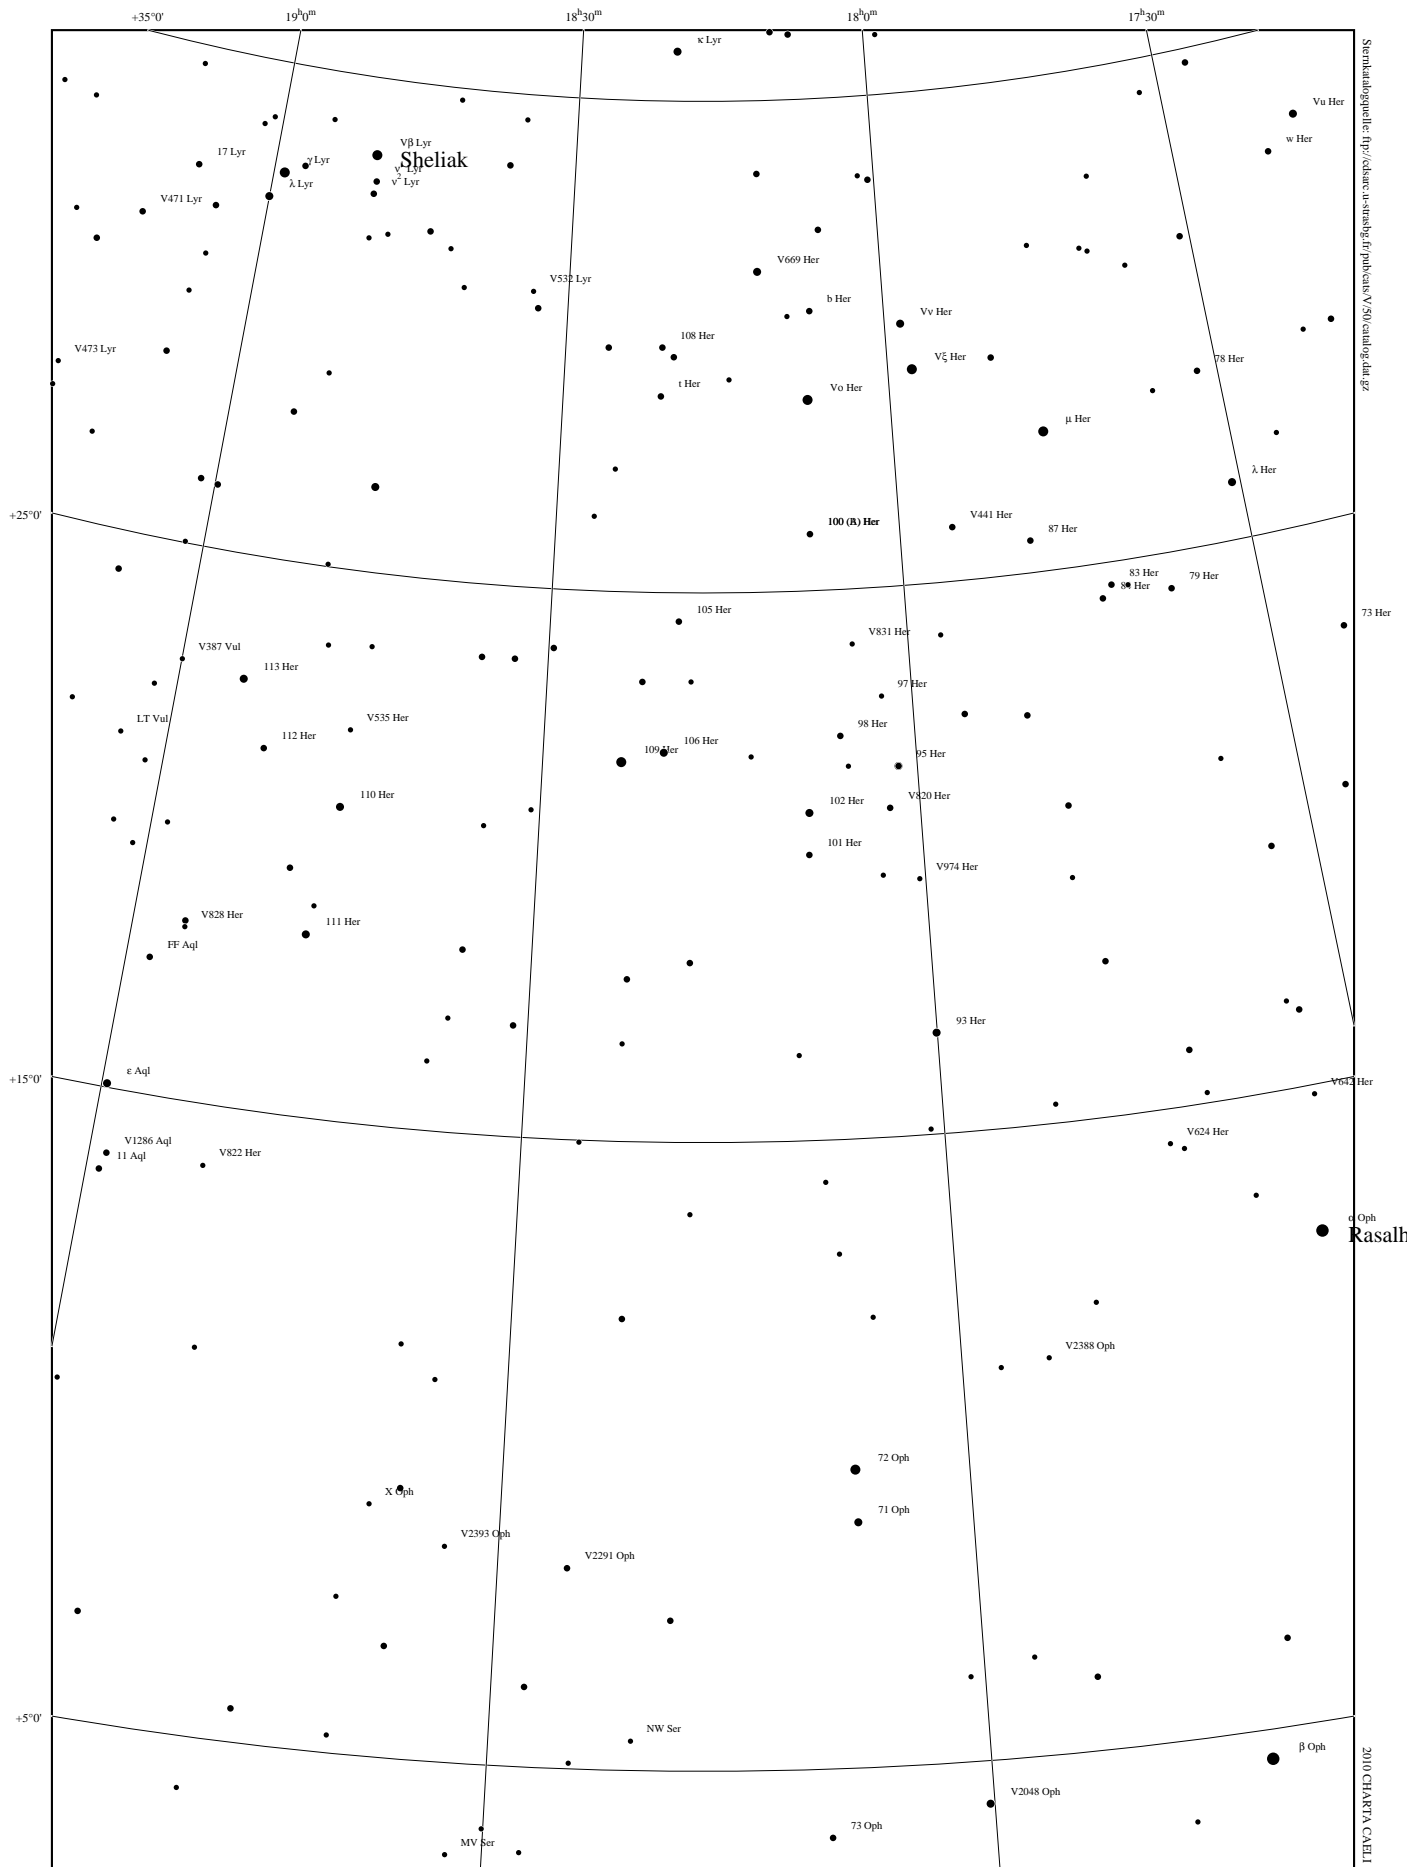 +35°0' 19h0m 18h30m 18h0m 17h30m
κ Lyr
Vu Her
w Her
Vβ Lyr
Sheliak
17 Lyr
γ Lyr
ν² Lyr
λ Lyr
V471 Lyr
V669 Her
V532 Lyr
b Her
Vν Her
108 Her
V473 Lyr
Vξ Her
78 Her
t Her
Vo Her
μ Her
λ Her
+25°0'
V441 Her
87 Her
83 Her
84 Her
79 Her
105 Her
73 Her
V831 Her
V387 Vul
113 Her
97 Her
LT Vul
V535 Her
98 Her
112 Her
106 Her
109 Her
95 Her
110 Her
V820 Her
102 Her
101 Her
V974 Her
V828 Her
111 Her
FF Aql
93 Her
ε Aql
+15°0'
V642 Her
V624 Her
V1286 Aql
11 Aql
V822 Her
α Oph
Rasalh
V2388 Oph
72 Oph
X Oph
71 Oph
V2393 Oph
V2291 Oph
+5°0'
NW Ser
β Oph
V2048 Oph
73 Oph
MV Ser
Sternkatalogquelle: ftp://cdsarc.u-strasbg.fr/pub/cats/V/50/catalog.dat.gz
2010 CHARTA CAELI